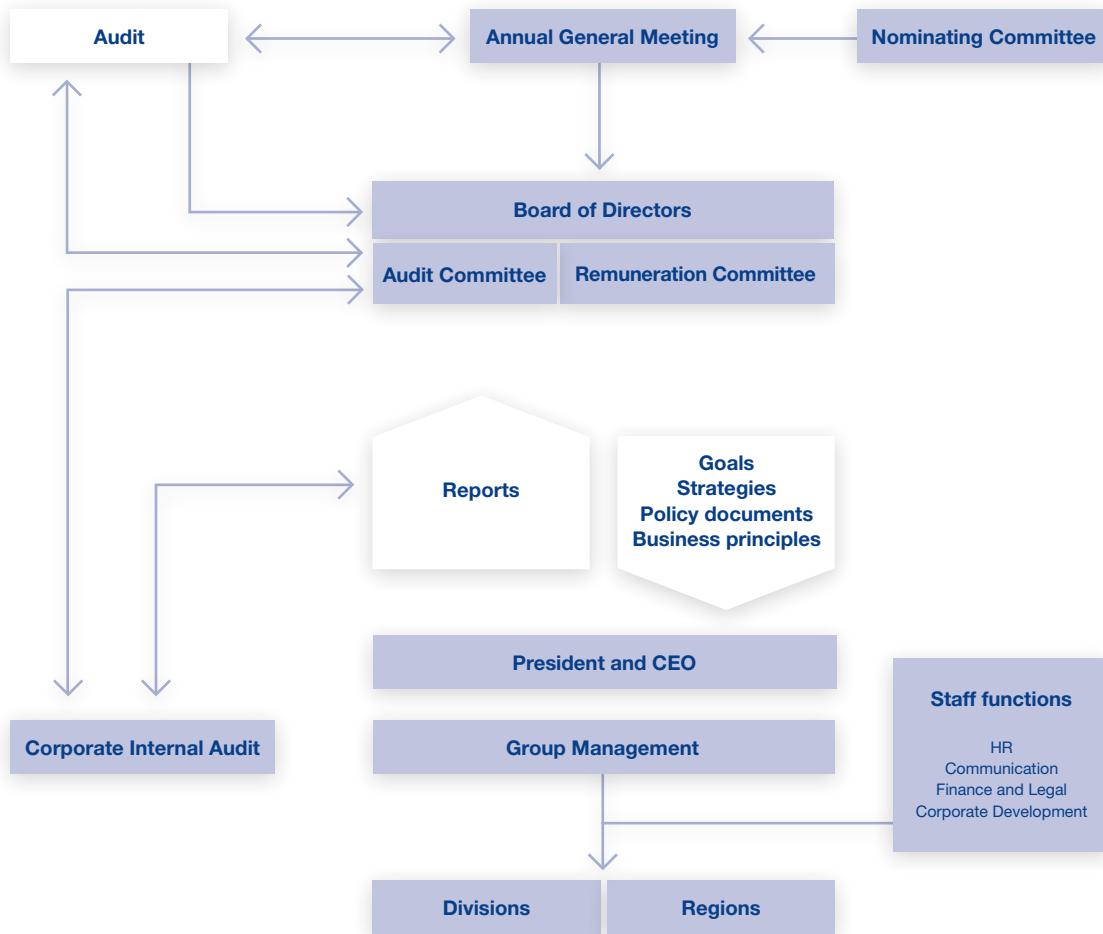 Audit
Annual General Meeting
Nominating Committee
Board of Directors
Audit Committee
Remuneration Committee
Reports
Goals
Strategies
Policy documents
Business principles
President and CEO
Staff functions
HR
Communication
Finance and Legal
Corporate Development
Corporate Internal Audit
Group Management
Divisions
Regions